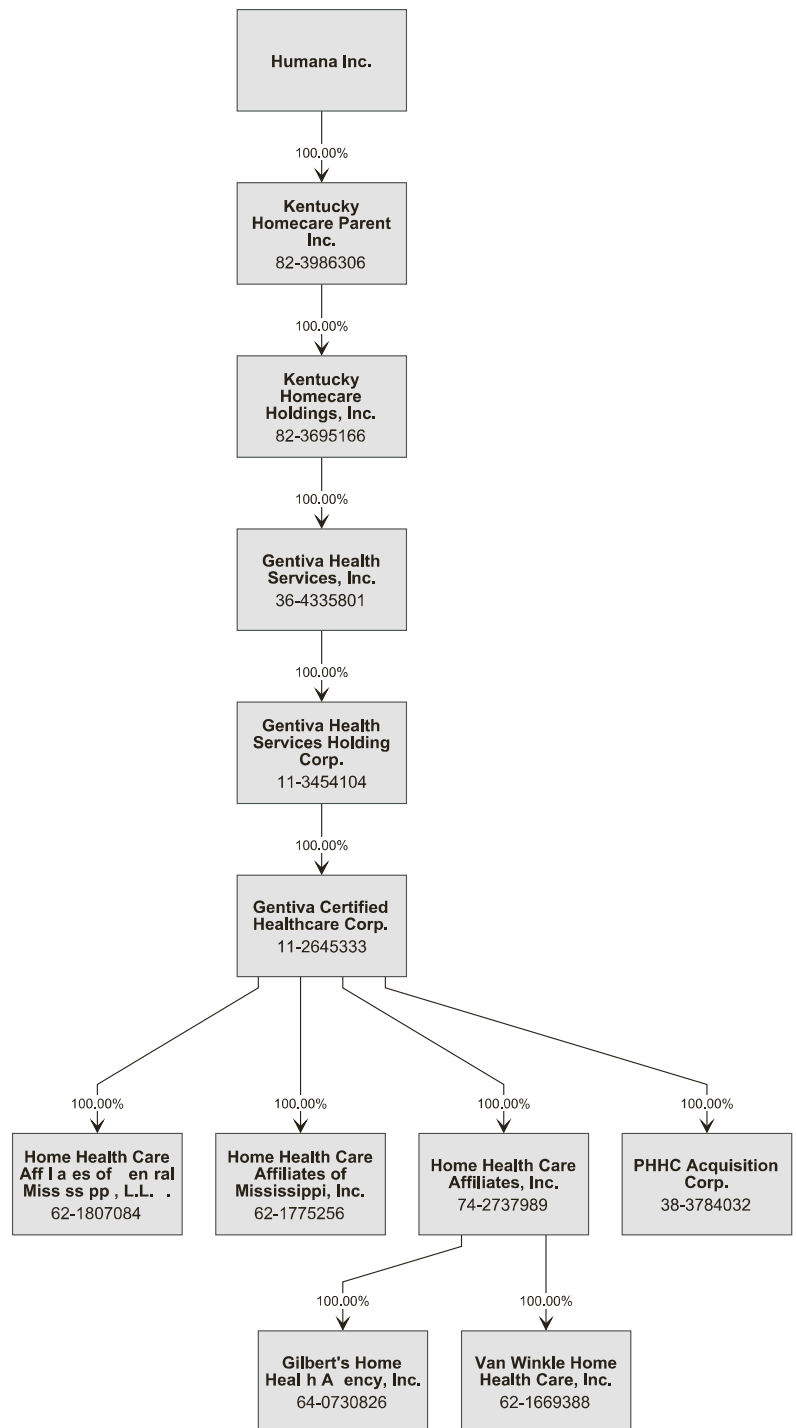 Humana Inc.
100.00%
Kentucky
Homecare Parent
Inc.
82-3986306
100.00%
Kentucky
Homecare
Holdings, Inc.
82-3695166
100.00%
Gentiva Health
Services, Inc.
36-4335801
100.00%
Gentiva Health
Services Holding
Corp.
11-3454104
100.00%
Gentiva Certified
Healthcare Corp.
11-2645333
100.00%
100.00%
100.00%
100.00%
Home Health Care
of
62-1807084
Home Health Care
Affiliates of
Mississippi, Inc.
62-1775256
Home Health Care
Affiliates, Inc.
74-2737989
PHHC Acquisition
Corp.
38-3784032
100.00%
100.00%
Gilbert's Home
Inc.
64-0730826
Van Winkle Home
Health Care, Inc.
62-1669388